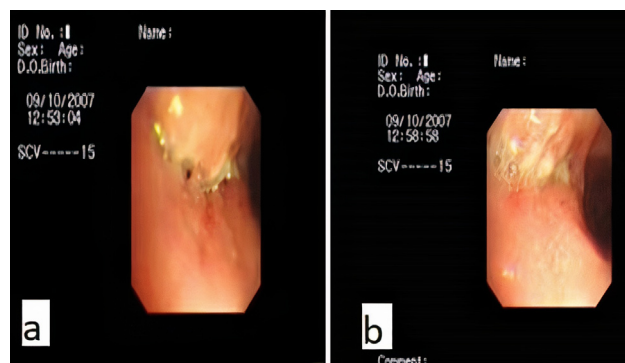 ID No. :
Name:
Sex: Age:
D.O.Birth:
09/10/2007
12:53:04
SCV-----15
a
ID No. :
Name:
Sex: Age:
D.O.Birth:
09/10/2007
12:58:58
SCV-----15
b
Comment: